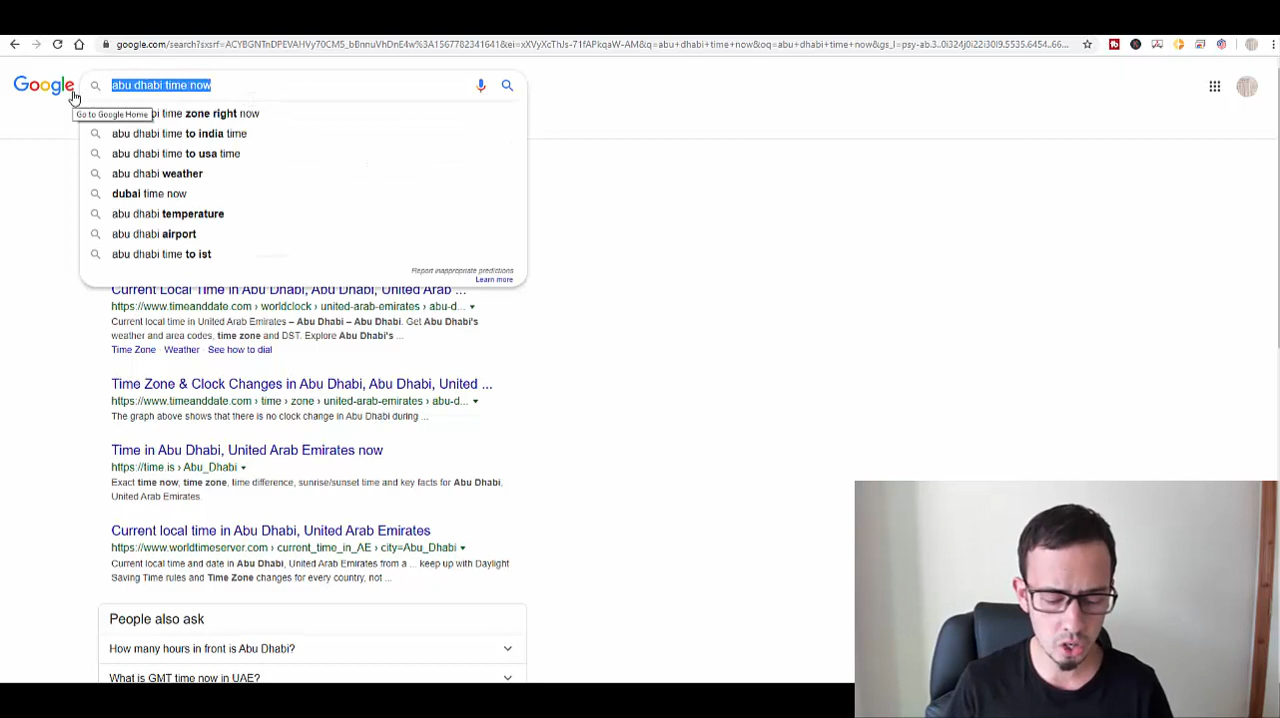 google.com/search?sxsrf=ACYBGNTnDPEVAHVy70CM5_bBnnuVhDnE4w%3A1567782341641&ei=xXVyXcThJs-71fAPkqaW-AM&q=abu+dhabi+time+now&oq=abu+dhabi+time+now&gs_l=psy-ab.3..0i324j0i22i30l9.5535.6454..66...
Google
abu dhabi time now
Go to Google Home
bi time zone right now
abu dhabi time to india time
abu dhabi time to usa time
abu dhabi weather
dubai time now
abu dhabi temperature
abu dhabi airport
abu dhabi time to ist
Report inappropriate predictions
Learn more
Current Local Time in Abu Dhabi, Abu Dhabi, United Arab ...
https://www.timeanddate.com › worldclock › united-arab-emirates › abu-d...
Current local time in United Arab Emirates – Abu Dhabi – Abu Dhabi. Get Abu Dhabi's
weather and area codes, time zone and DST. Explore Abu Dhabi's ...
Time Zone · Weather · See how to dial
Time Zone & Clock Changes in Abu Dhabi, Abu Dhabi, United ...
https://www.timeanddate.com › time › zone › united-arab-emirates › abu-d...
The graph above shows that there is no clock change in Abu Dhabi during ...
Time in Abu Dhabi, United Arab Emirates now
https://time.is › Abu_Dhabi
Exact time now, time zone, time difference, sunrise/sunset time and key facts for Abu Dhabi,
United Arab Emirates.
Current local time in Abu Dhabi, United Arab Emirates
https://www.worldtimeserver.com › current_time_in_AE › city=Abu_Dhabi
Current local time and date in Abu Dhabi, United Arab Emirates from a ... keep up with Daylight
Saving Time rules and Time Zone changes for every country, not ...
People also ask
How many hours in front is Abu Dhabi?
What is GMT time now in UAE?